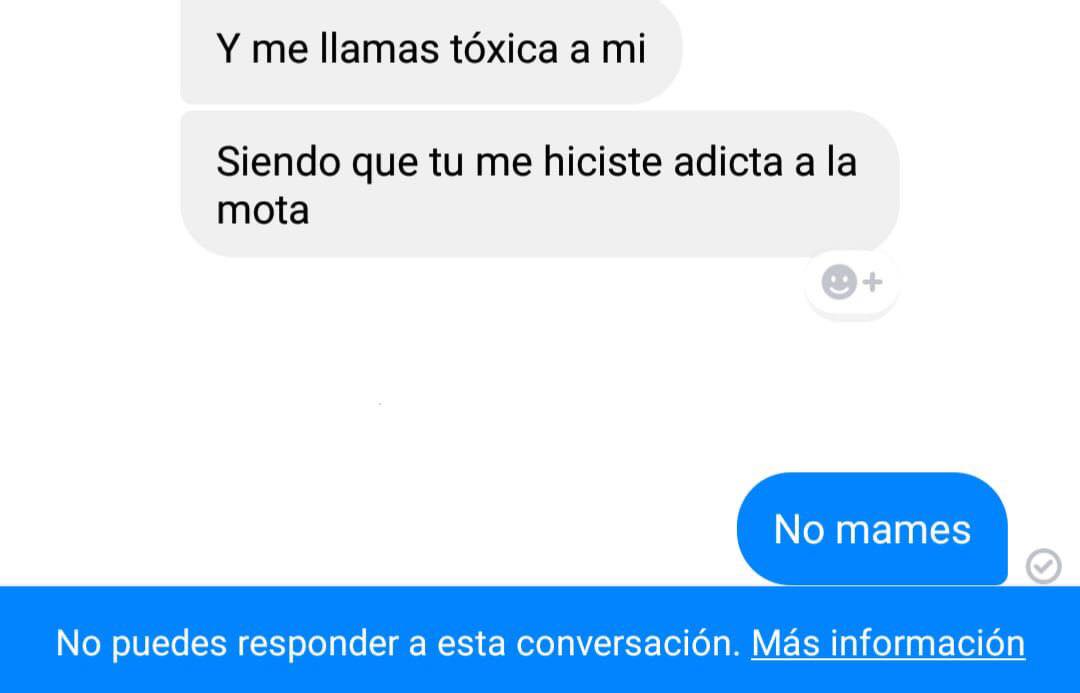 Y me llamas tóxica a mi
Siendo que tu me hiciste adicta a la
mota
No mames
No puedes responder a esta conversación. Más información